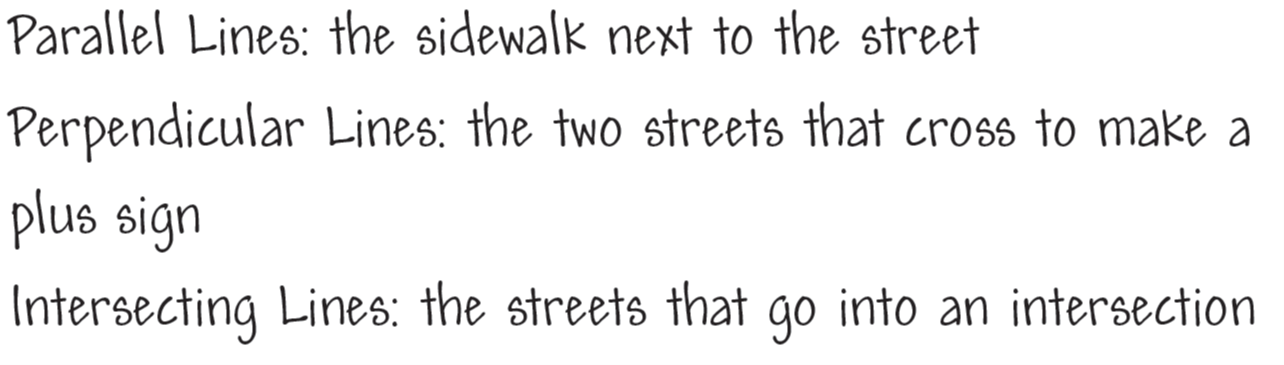 Parallel Lines: the sidewalk next to the street
Perpendicular Lines: the two streets that cross to make a
plus sign
Intersecting Lines: the streets that go into an intersection